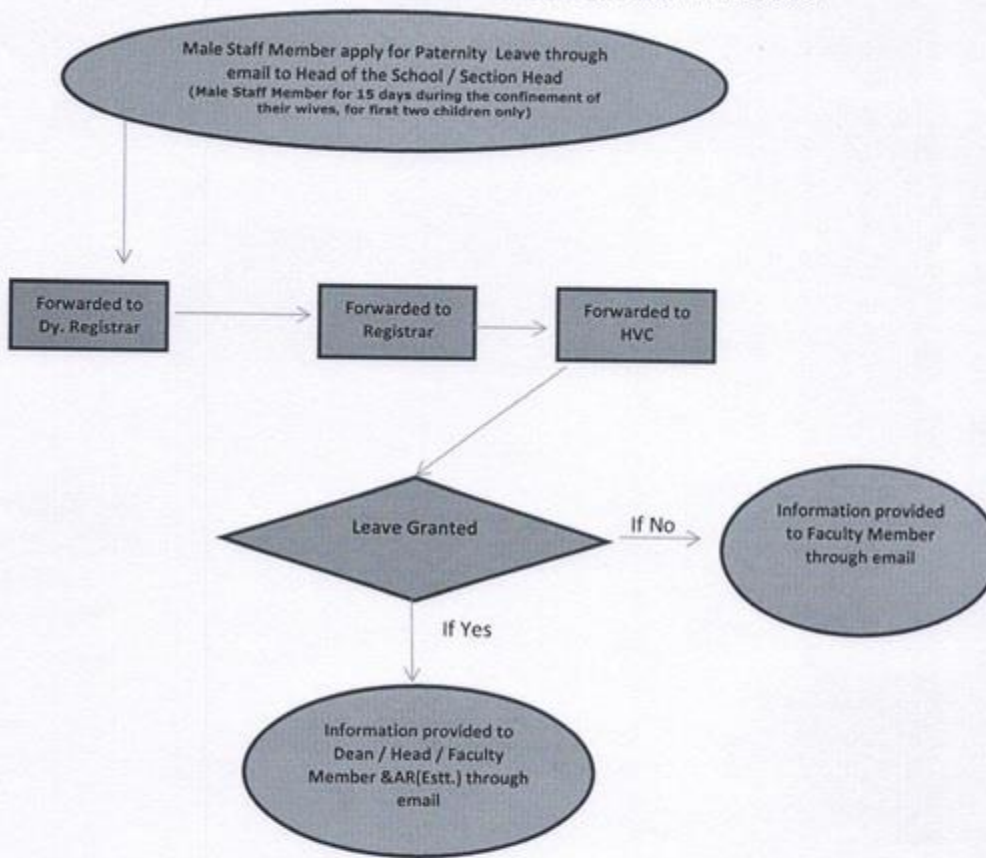 Male Staff Member apply for Paternity Leave through
email to Head of the School / Section Head
(Male Staff Member for 15 days during the confinement of
their wives, for first two children only)
Forwarded to
Dy. Registrar
Forwarded to
Registrar
Forwarded to
HVC
Leave Granted
If No
Information provided
to Faculty Member
through email
If Yes
Information provided to
Dean / Head / Faculty
Member &AR(Estt.) through
email